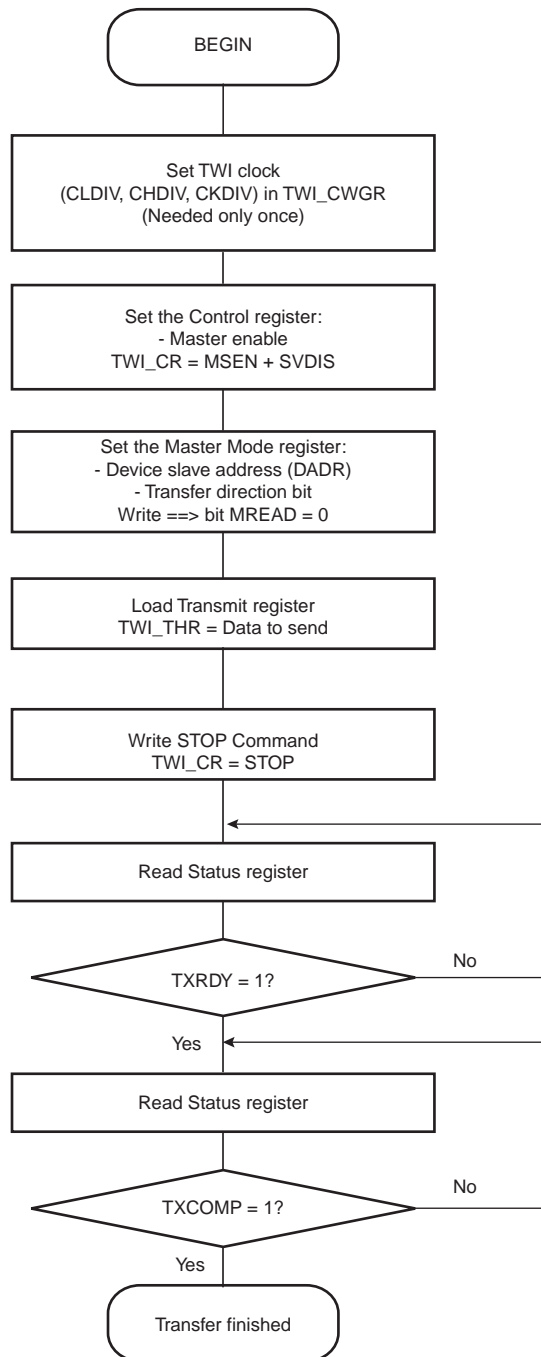 BEGIN
Set TWI clock
(CLDIV, CHDIV, CKDIV) in TWI_CWGR
(Needed only once)
Set the Control register:
- Master enable
TWI_CR = MSEN + SVDIS
Set the Master Mode register:
- Device slave address (DADR)
- Transfer direction bit
Write ==> bit MREAD = 0
Load Transmit register
TWI_THR = Data to send
Write STOP Command
TWI_CR = STOP
Read Status register
TXRDY = 1?
No
Yes
Read Status register
TXCOMP = 1?
No
Yes
Transfer finished